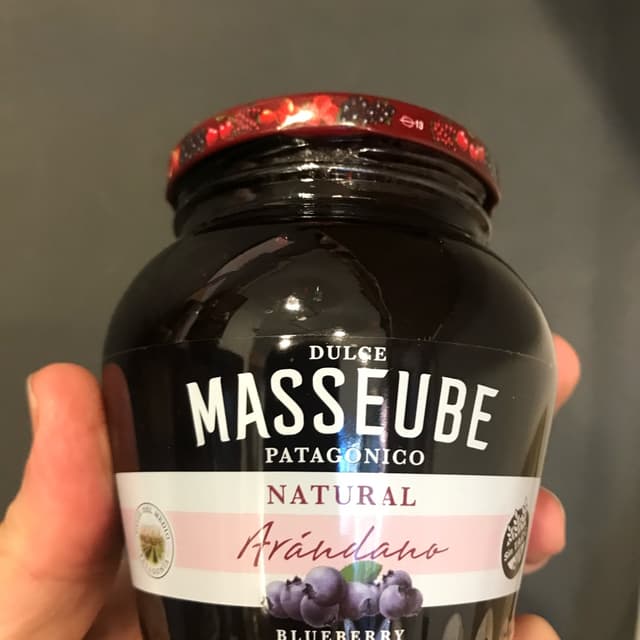 DULCE
MASSEUBE
PATAGÓNICO
NATURAL
Arándano
BLUEBERRY